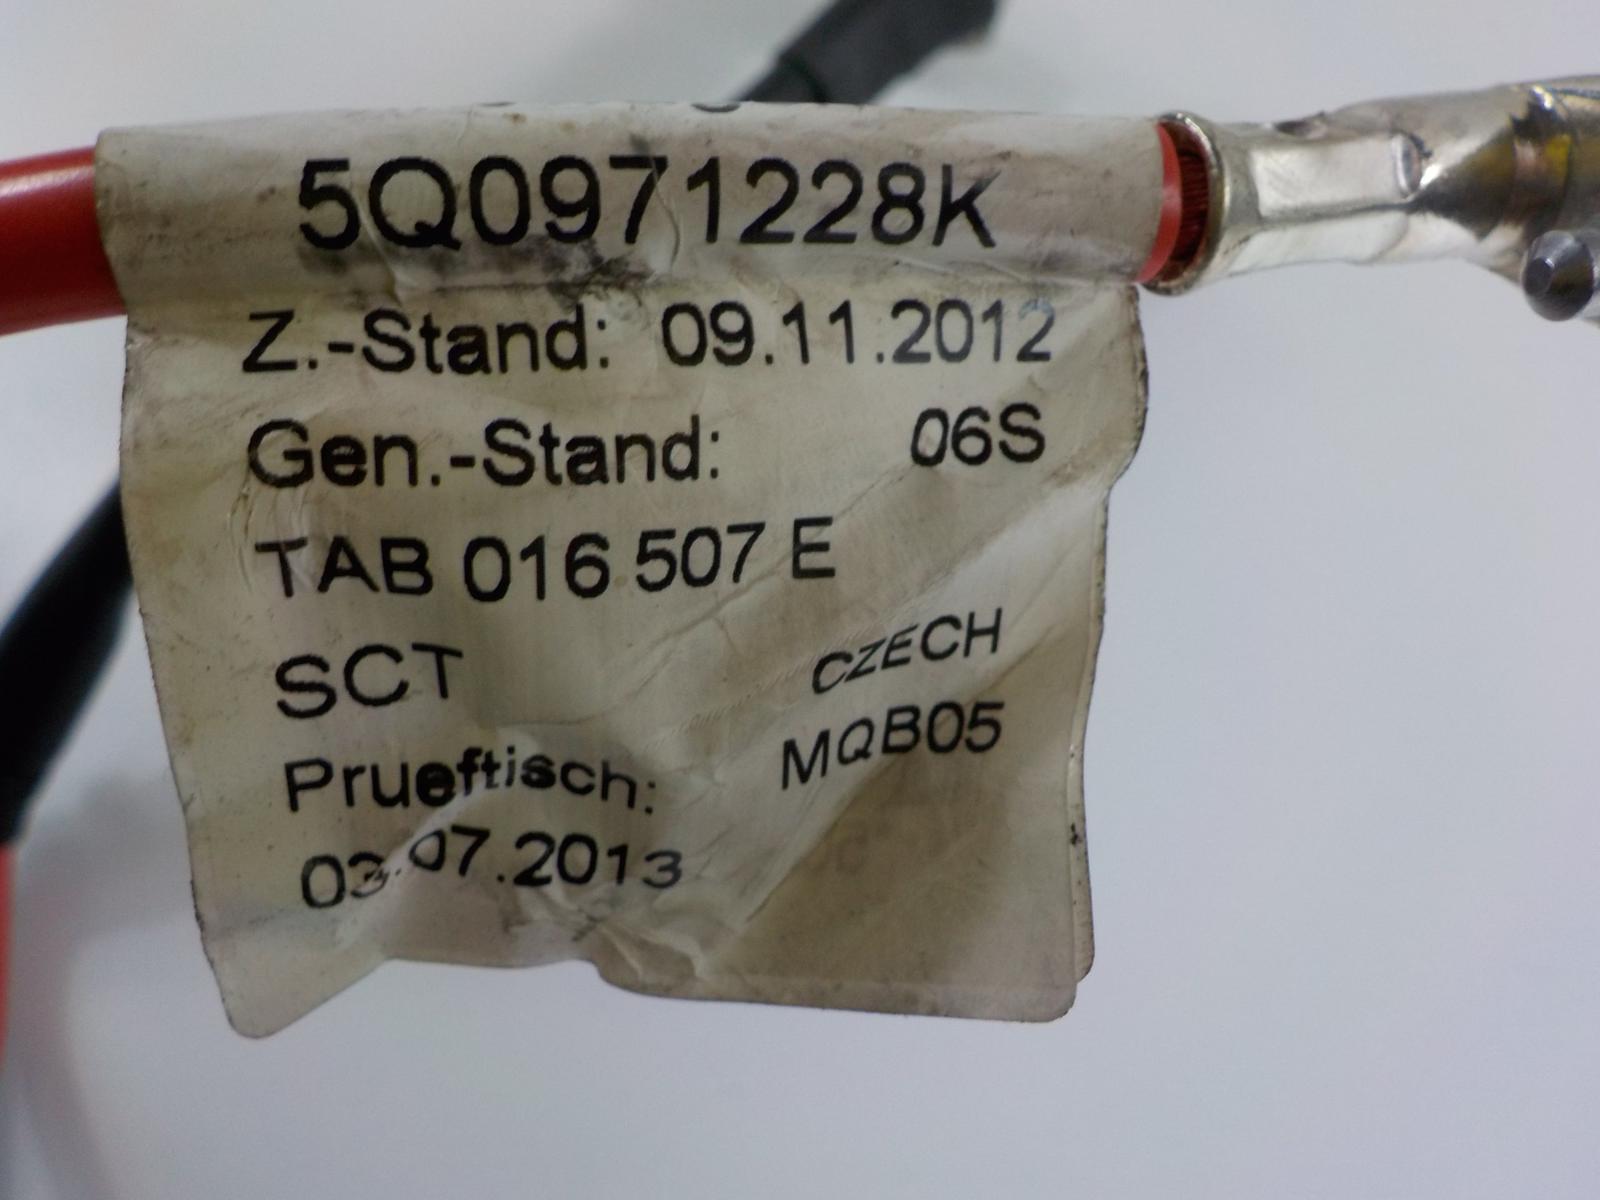 5Q0971228K
Z.-Stand: 09.11.2012
Gen.-Stand: 06S
TAB 016 507 E
SCT CZECH
Prueftisch: MQB05
03.07.2013